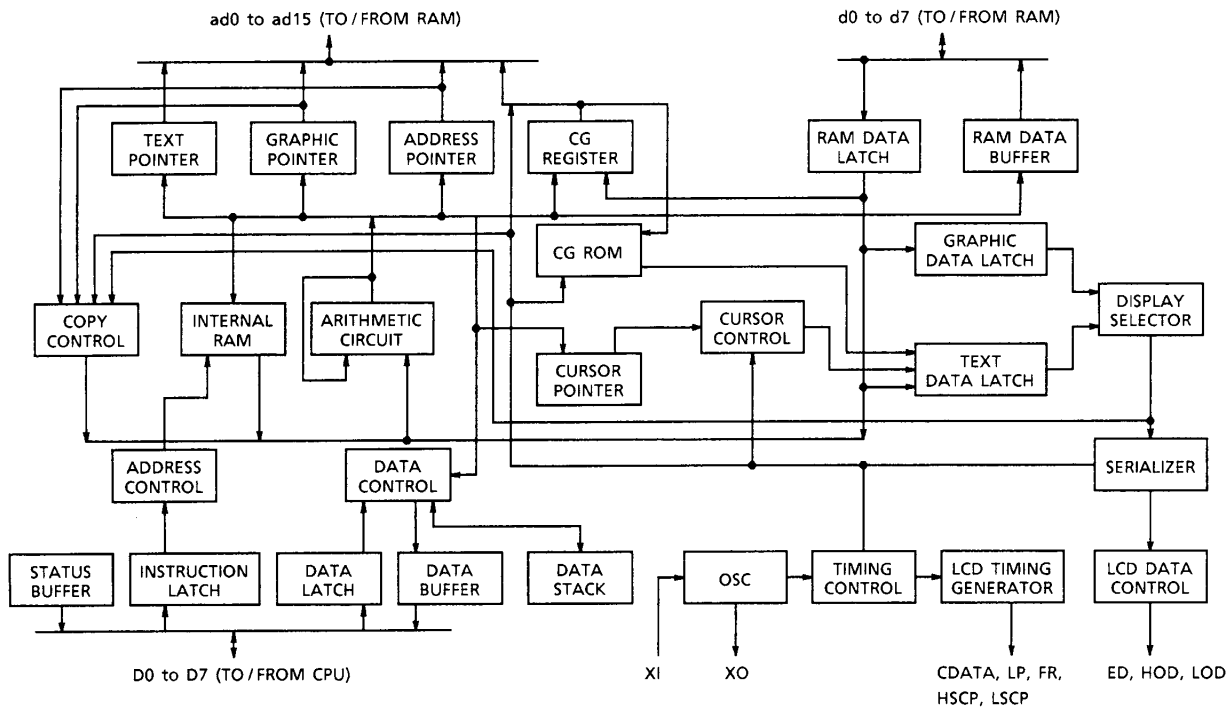 ad0 to ad15 (TO / FROM RAM)
d0 to d7 (TO / FROM RAM)
TEXT
POINTER
GRAPHIC
POINTER
ADDRESS
POINTER
CG
REGISTER
RAM DATA
LATCH
RAM DATA
BUFFER
CG ROM
GRAPHIC
DATA LATCH
COPY
CONTROL
INTERNAL
RAM
ARITHMETIC
CIRCUIT
CURSOR
CONTROL
DISPLAY
SELECTOR
CURSOR
POINTER
TEXT
DATA LATCH
ADDRESS
CONTROL
DATA
CONTROL
SERIALIZER
STATUS
BUFFER
INSTRUCTION
LATCH
DATA
LATCH
DATA
BUFFER
DATA
STACK
OSC
TIMING
CONTROL
LCD TIMING
GENERATOR
LCD DATA
CONTROL
D0 to D7 (TO / FROM CPU)
XI
XO
CDATA, LP, FR,
HSCP, LSCP
ED, HOD, LOD